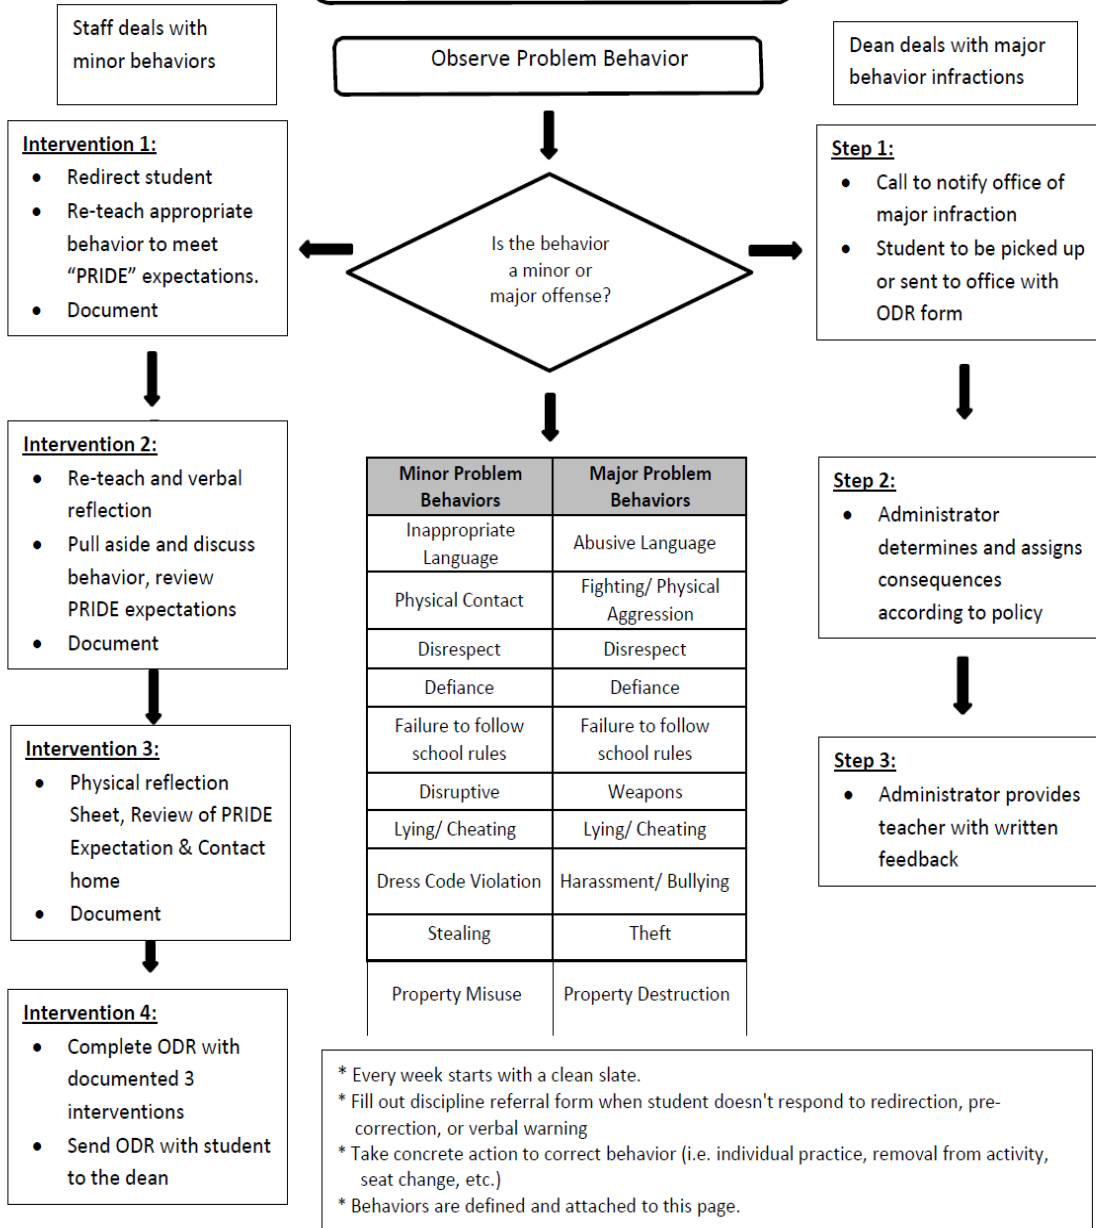 Staff deals with
minor behaviors
Observe Problem Behavior
Dean deals with major
behavior infractions
Intervention 1:
• Redirect student
• Re-teach appropriate
behavior to meet
“PRIDE” expectations.
• Document
Is the behavior
a minor or
major offense?
Step 1:
• Call to notify office of
major infraction
• Student to be picked up
or sent to office with
ODR form
Intervention 2:
• Re-teach and verbal
reflection
• Pull aside and discuss
behavior, review
PRIDE expectations
• Document
Intervention 3:
• Physical reflection
Sheet, Review of PRIDE
Expectation & Contact
home
• Document
Intervention 4:
• Complete ODR with
documented 3
interventions
• Send ODR with student
to the dean
Minor Problem
Behaviors
Major Problem
Behaviors
Inappropriate
Language
Abusive Language
Physical Contact
Fighting/ Physical
Aggression
Disrespect
Disrespect
Defiance
Defiance
Failure to follow
school rules
Failure to follow
school rules
Disruptive
Weapons
Lying/ Cheating
Lying/ Cheating
Dress Code Violation
Harassment/ Bullying
Stealing
Theft
Property Misuse
Property Destruction
Step 2:
• Administrator
determines and assigns
consequences
according to policy
Step 3:
• Administrator provides
teacher with written
feedback
* Every week starts with a clean slate.
* Fill out discipline referral form when student doesn't respond to redirection, pre-
correction, or verbal warning
* Take concrete action to correct behavior (i.e. individual practice, removal from activity,
seat change, etc.)
* Behaviors are defined and attached to this page.